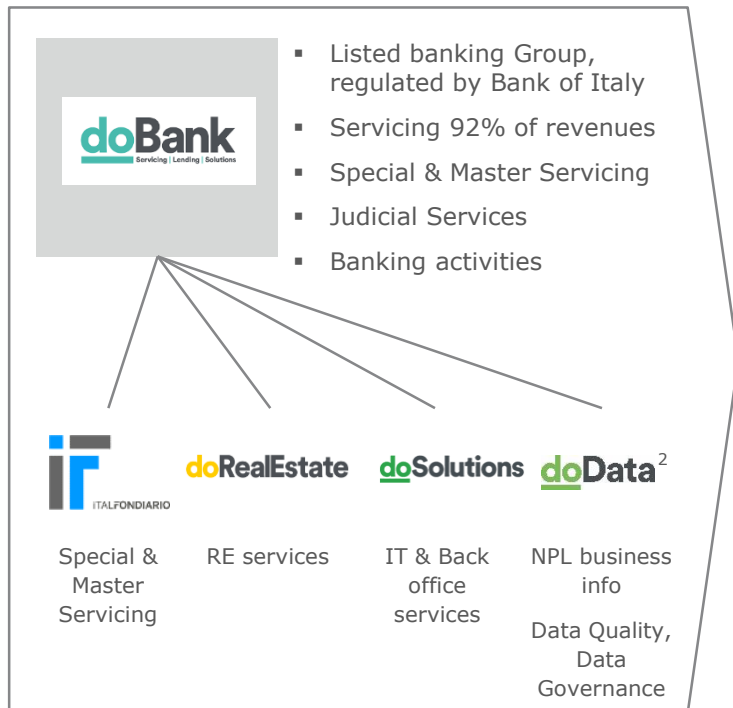 ▪ Listed banking Group,
regulated by Bank of Italy
▪ Servicing 92% of revenues
▪ Special & Master Servicing
▪ Judicial Services
▪ Banking activities
doBank
Servicing | Lending | Solutions
iF
ITALFONDIARIO
doRealEstate
doSolutions
doData²
Special &
Master
Servicing
RE services
IT & Back
office
services
NPL business
info
Data Quality,
Data
Governance